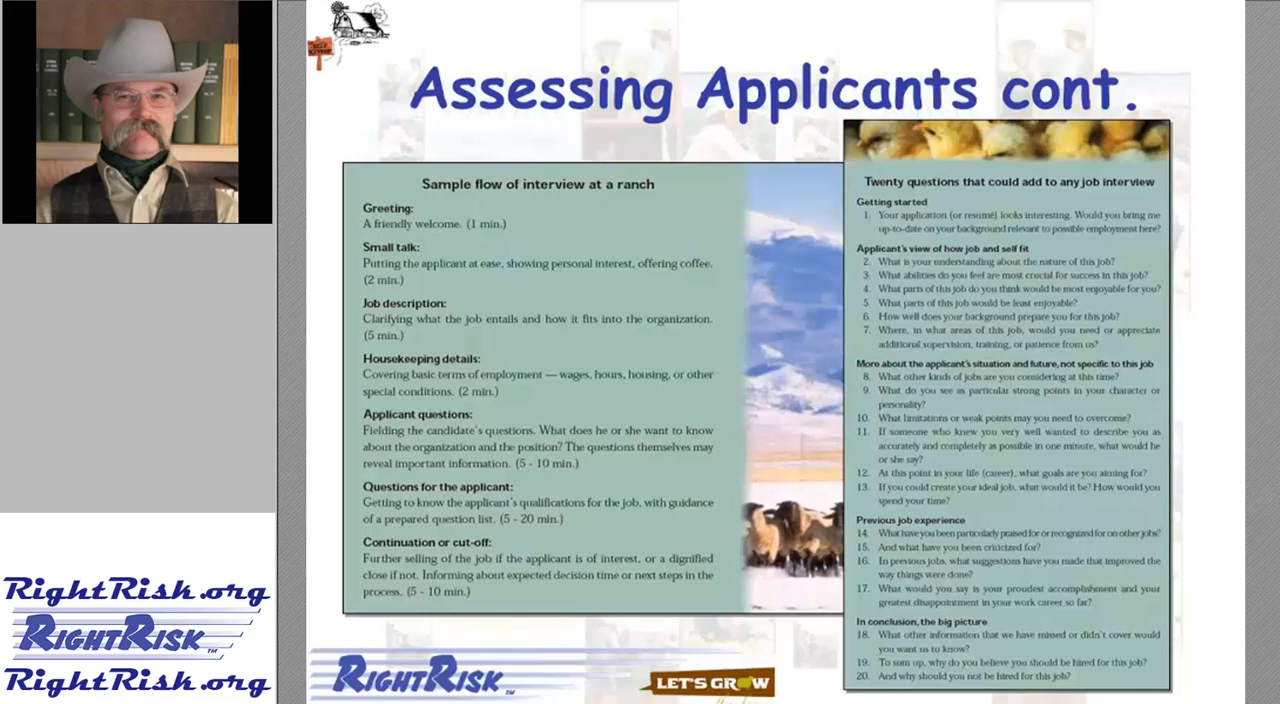 Assessing Applicants cont.
Sample flow of interview at a ranch
Greeting:
A friendly welcome. (1 min.)
Small talk:
Putting the applicant at ease, showing personal interest, offering coffee.
(2 min.)
Job description:
Clarifying what the job entails and how it fits into the organization.
(5 min.)
Housekeeping details:
Covering basic terms of employment — wages, hours, housing, or other
special conditions. (2 min.)
Applicant questions:
Fielding the candidate's questions. What does he or she want to know
about the organization and the position? The questions themselves may
reveal important information. (5 - 10 min.)
Questions for the applicant:
Getting to know the applicant's qualifications for the job, with guidance
of a prepared question list. (5 - 20 min.)
Continuation or cut-off:
Further selling of the job if the applicant is of interest, or a dignified
close if not. Informing about expected decision time or next steps in the
process. (5 - 10 min.)
Twenty questions that could add to any job interview
Getting started
1. Your application (or resumé) looks interesting. Would you bring me
up-to-date on your background relevant to possible employment here?
Applicant's view of how job and self fit
2. What is your understanding about the nature of this job?
3. What abilities do you feel are most crucial for success in this job?
4. What parts of this job do you think would be most enjoyable for you?
5. What parts of this job would be least enjoyable?
6. How well does your background prepare you for this job?
7. Where, in what areas of this job, would you need or appreciate
additional supervision, training, or patience from us?
More about the applicant's situation and future, not specific to this job
8. What other kinds of jobs are you considering at this time?
9. What do you see as particular strong points in your character or
personality?
10. What limitations or weak points may you need to overcome?
11. If someone who knew you very well wanted to describe you as
accurately and completely as possible in one minute, what would he
or she say?
12. At this point in your life (career), what goals are you aiming for?
13. If you could create your ideal job, what would it be? How would you
spend your time?
Previous job experience
14. What have you been particularly praised for or recognized for on other jobs?
15. And what have you been criticized for?
16. In previous jobs, what suggestions have you made that improved the
way things were done?
17. What would you say is your proudest accomplishment and your
greatest disappointment in your work career so far?
In conclusion, the big picture
18. What other information that we have missed or didn't cover would
you want us to know?
19. To sum up, why do you believe you should be hired for this job?
20. And why should you not be hired for this job?
RightRisk.org
RIGHTRISK™
RightRisk.org
RIGHTRISK™
LET'S GROW